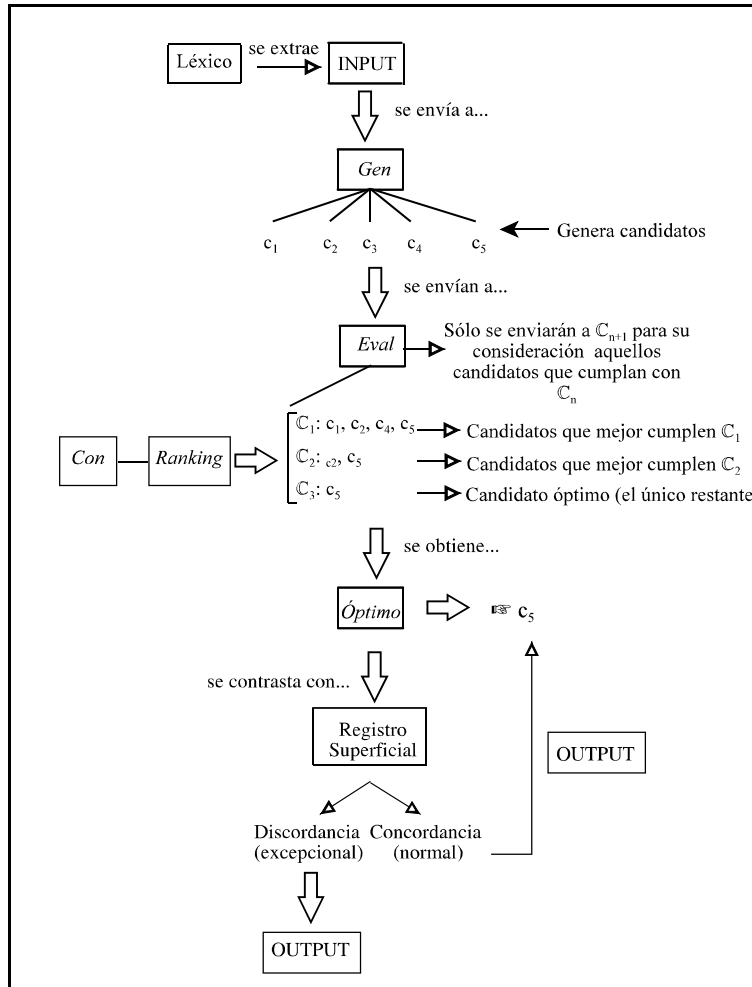 Léxico
se extrae
INPUT
se envía a...
Gen
c₁ c₂ c₃ c₄ c₅
Genera candidatos
se envían a...
Eval
Sólo se enviarán a ℂₙ₊₁ para su
consideración aquellos
candidatos que cumplan con
ℂₙ
Con
Ranking
ℂ₁: c₁, c₂, c₄, c₅
Candidatos que mejor cumplen ℂ₁
ℂ₂: c₂, c₅
Candidatos que mejor cumplen ℂ₂
ℂ₃: c₅
Candidato óptimo (el único restante
se obtiene...
Óptimo
☞ c₅
se contrasta con...
Registro
Superficial
OUTPUT
Discordancia
(excepcional)
Concordancia
(normal)
OUTPUT